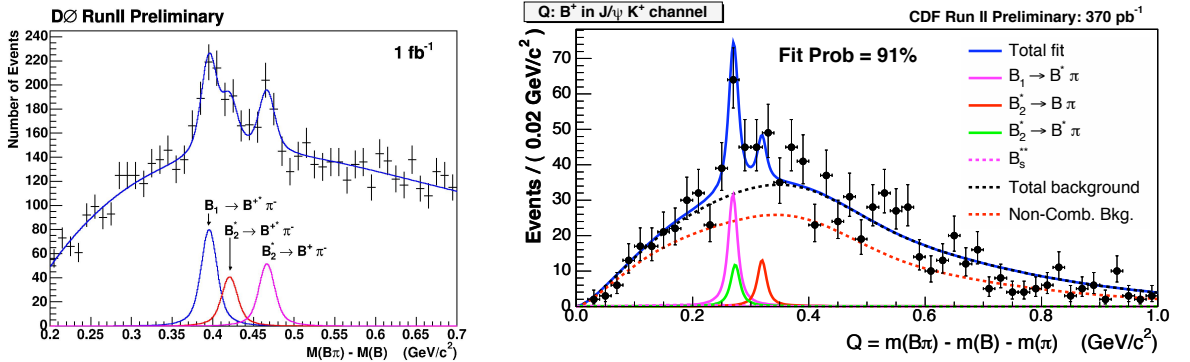 DØ RunII Preliminary
Number of Events
240
220
200
180
160
140
120
100
80
60
40
20
0
1 fb⁻¹
B₁ → B⁺* π⁻
B₂* → B⁺* π⁻
B₂* → B⁺ π⁻
0.2 0.25 0.3 0.35 0.4 0.45 0.5 0.55 0.6 0.65 0.7
M(Bπ) - M(B) (GeV/c²)
Q: B⁺ in J/ψ K⁺ channel
CDF Run II Preliminary: 370 pb⁻¹
Events / ( 0.02 GeV/c² )
70
60
50
40
30
20
10
0
Fit Prob = 91%
Total fit
B₁ → B* π
B₂* → B π
B₂* → B* π
Bₛ**
Total background
Non-Comb. Bkg.
0 0.2 0.4 0.6 0.8 1.0
Q = m(Bπ) - m(B) - m(π) (GeV/c²)